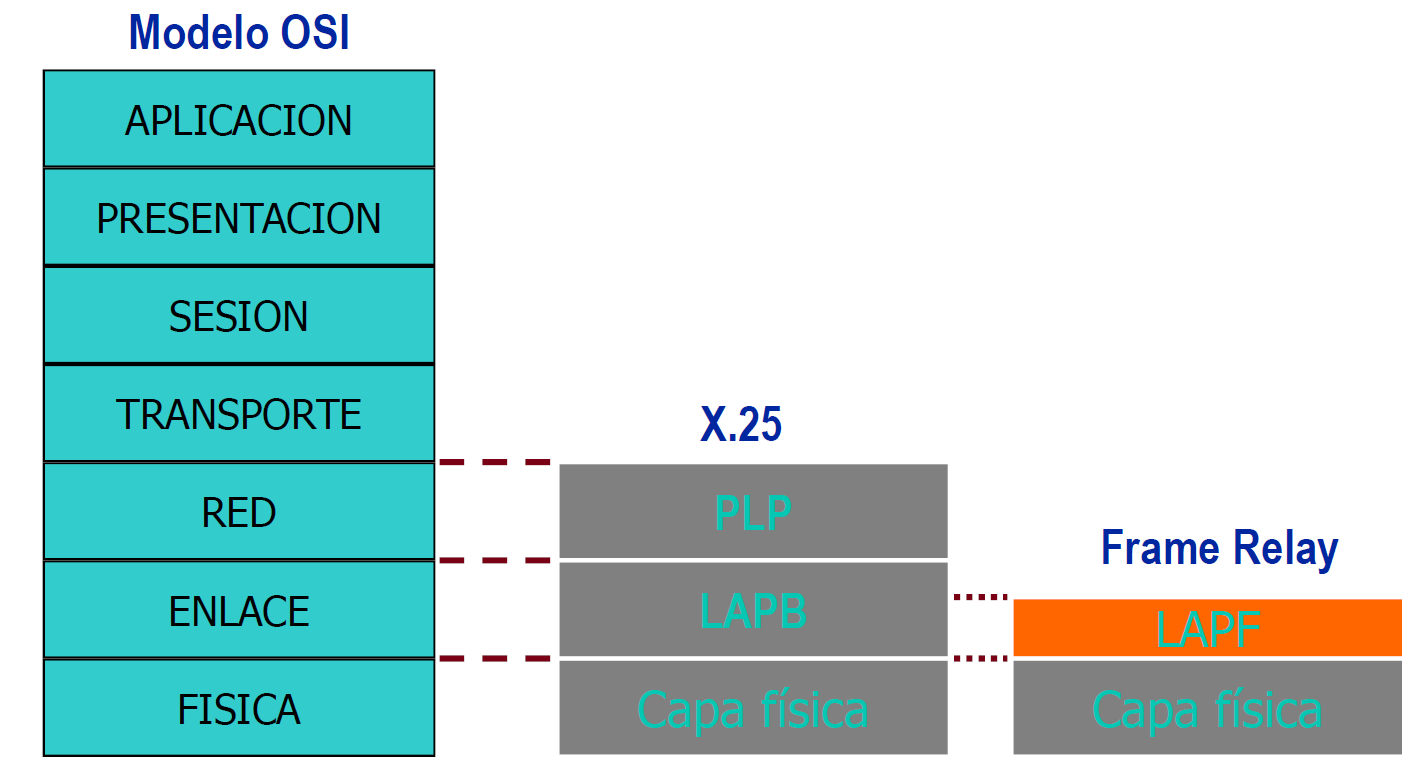 Modelo OSI
APLICACION
PRESENTACION
SESION
TRANSPORTE
RED
ENLACE
FISICA
X.25
PLP
LAPB
Capa física
Frame Relay
LAPF
Capa física